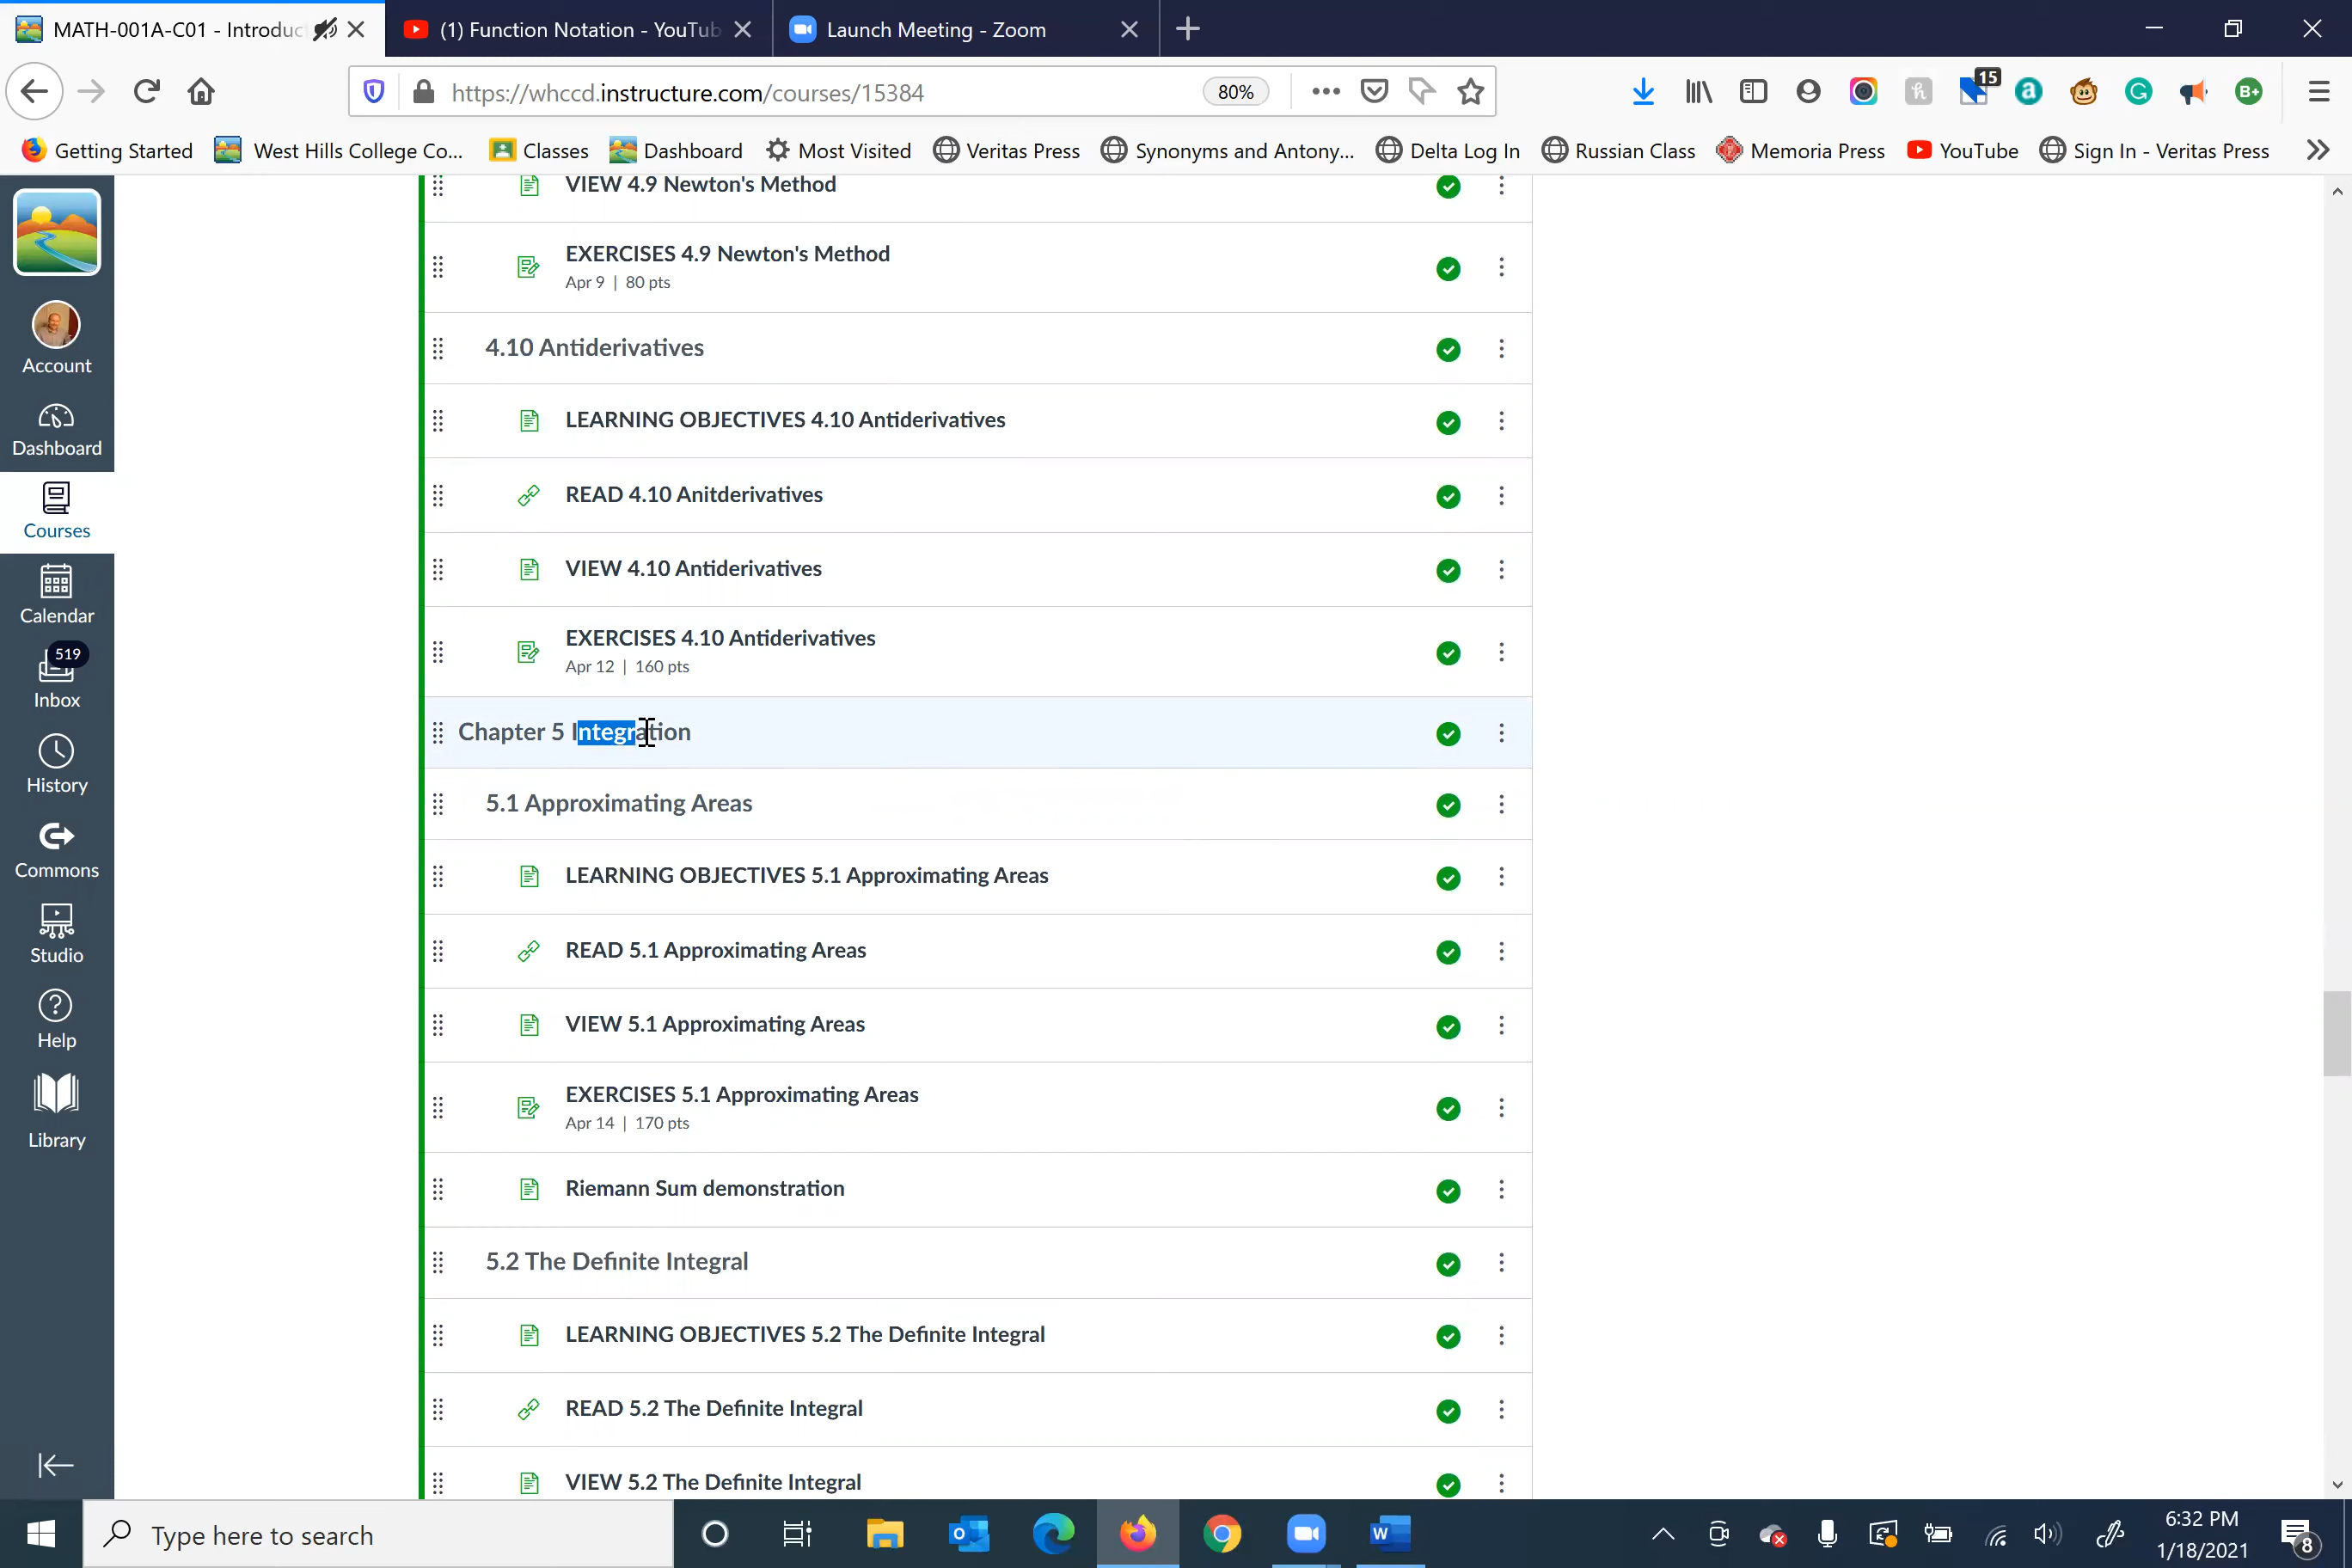 MATH-001A-C01 - Introduc
(1) Function Notation - YouTub
Launch Meeting - Zoom
https://whccd.instructure.com/courses/15384
80%
15
Getting Started
West Hills College Co...
Classes
Dashboard
Most Visited
Veritas Press
Synonyms and Antony...
Delta Log In
Russian Class
Memoria Press
YouTube
Sign In - Veritas Press
Account
Dashboard
Courses
Calendar
519
Inbox
History
Commons
Studio
Help
Library
VIEW 4.9 Newton's Method
EXERCISES 4.9 Newton's Method
Apr 9 | 80 pts
4.10 Antiderivatives
LEARNING OBJECTIVES 4.10 Antiderivatives
READ 4.10 Anitderivatives
VIEW 4.10 Antiderivatives
EXERCISES 4.10 Antiderivatives
Apr 12 | 160 pts
Chapter 5 Integration
5.1 Approximating Areas
LEARNING OBJECTIVES 5.1 Approximating Areas
READ 5.1 Approximating Areas
VIEW 5.1 Approximating Areas
EXERCISES 5.1 Approximating Areas
Apr 14 | 170 pts
Riemann Sum demonstration
5.2 The Definite Integral
LEARNING OBJECTIVES 5.2 The Definite Integral
READ 5.2 The Definite Integral
VIEW 5.2 The Definite Integral
Type here to search
6:32 PM
1/18/2021
8